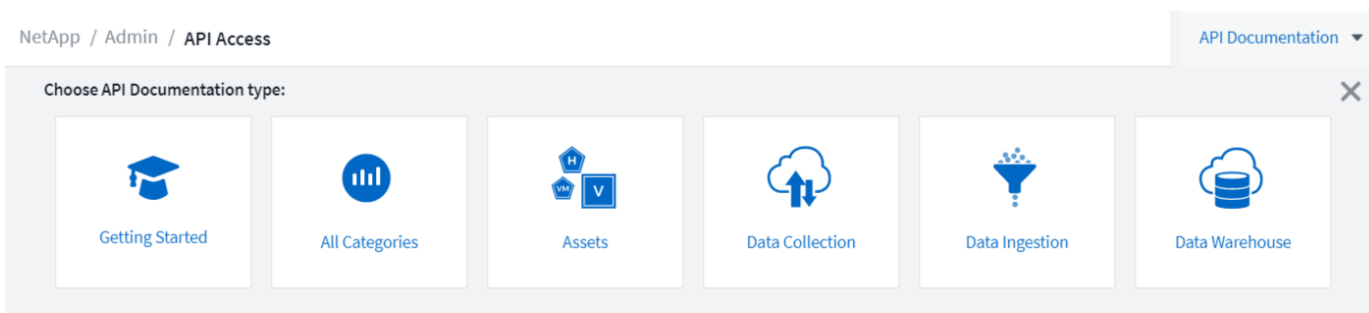 NetApp / Admin / API Access
API Documentation
Choose API Documentation type:
H
VM
V
Getting Started
All Categories
Assets
Data Collection
Data Ingestion
Data Warehouse